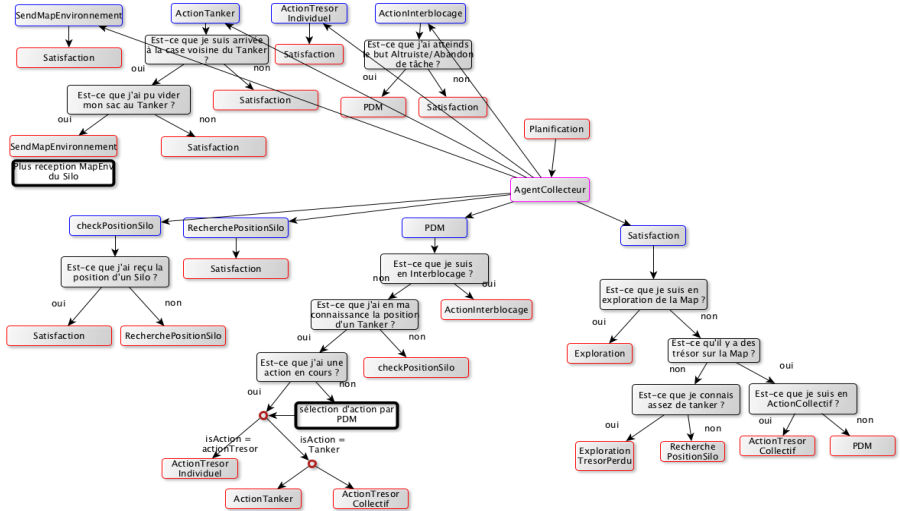 SendMapEnvironnement
ActionTanker
ActionTresor
Individuel
ActionInterblocage
Satisfaction
Est-ce que je suis arrivée
à la case voisine du Tanker
?
Satisfaction
Est-ce que j'ai atteinds
le but Altruiste/Abandon
de tâche ?
oui
non
oui
non
Est-ce que j'ai pu vider
mon sac au Tanker ?
Satisfaction
PDM
Satisfaction
oui
non
SendMapEnvironnement
Satisfaction
Planification
Plus reception MapEnv
du Silo
AgentCollecteur
checkPositionSilo
RecherchePositionSilo
PDM
Satisfaction
Est-ce que j'ai reçu la
position d'un Silo ?
Satisfaction
Est-ce que je suis
en Interblocage ?
non
oui
Est-ce que je suis en
exploration de la Map ?
oui
non
Est-ce que j'ai en ma
connaissance la position
d'un Tanker ?
ActionInterblocage
oui
non
Satisfaction
RecherchePositionSilo
oui
non
Exploration
Est-ce qu'il y a des
trésor sur la Map ?
Est-ce que j'ai une
action en cours ?
checkPositionSilo
non
oui
oui
non
Est-ce que je connais
assez de tanker ?
Est-ce que je suis en
ActionCollectif ?
sélection d'action par
PDM
oui
non
oui
non
isAction =
actionTresor
isAction =
Tanker
Exploration
TresorPerdu
Recherche
PositionSilo
ActionTresor
Collectif
PDM
ActionTresor
Individuel
ActionTanker
ActionTresor
Collectif